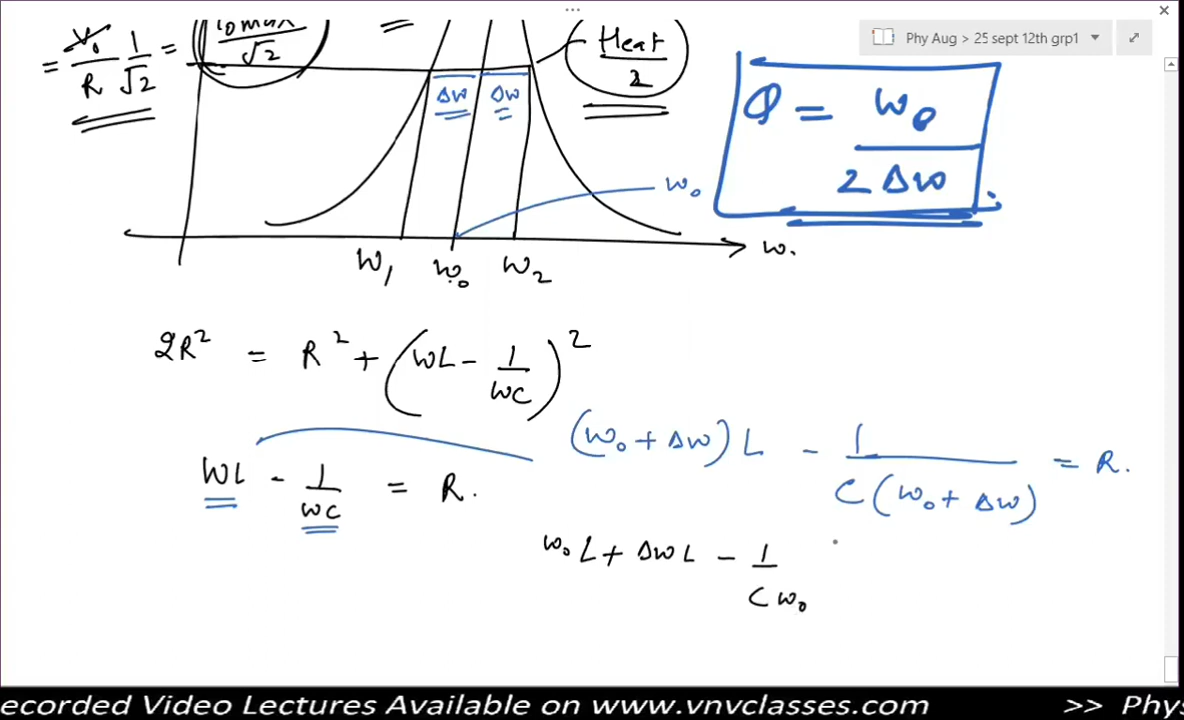 Phy Aug > 25 sept 12th grp1
= V₀/R 1/√2 = i₀max/√2 =
Heat/2
Δω Δω
Q = ω₀/2Δω
ω₀
ω₁ ω₀ ω₂ ω.
2R² = R² + (ωL - 1/ωC)²
(ω₀ + Δω) L - 1/C(ω₀ + Δω) = R.
ωL - 1/ωC = R.
ω₀L + ΔωL - 1/Cω₀
ecorded Video Lectures Available on www.vnvclasses.com >> Phys